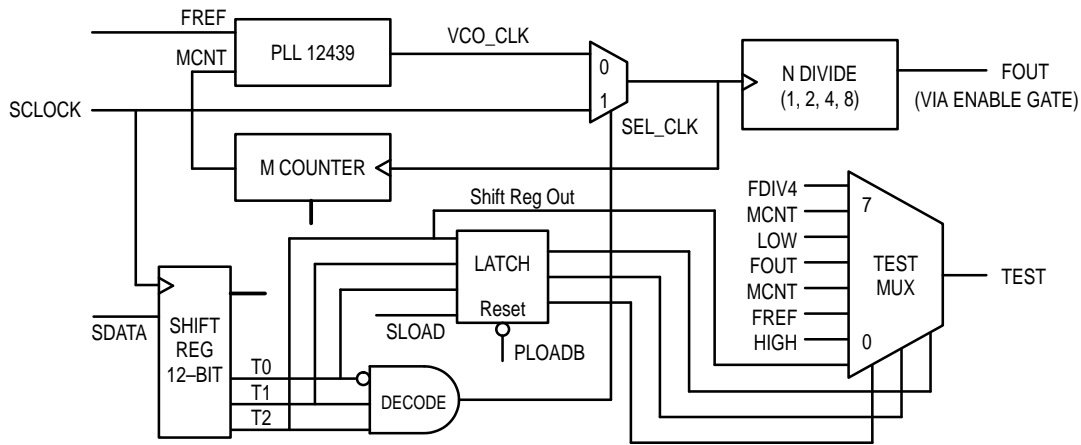 FREF
MCNT
PLL 12439
VCO_CLK
0
1
SEL_CLK
N DIVIDE
(1, 2, 4, 8)
FOUT
(VIA ENABLE GATE)
SCLOCK
M COUNTER
Shift Reg Out
LATCH
Reset
SLOAD
PLOADB
SDATA
SHIFT
REG
12–BIT
T0
T1
T2
DECODE
FDIV4
MCNT
LOW
FOUT
MCNT
FREF
HIGH
7
0
TEST
MUX
TEST